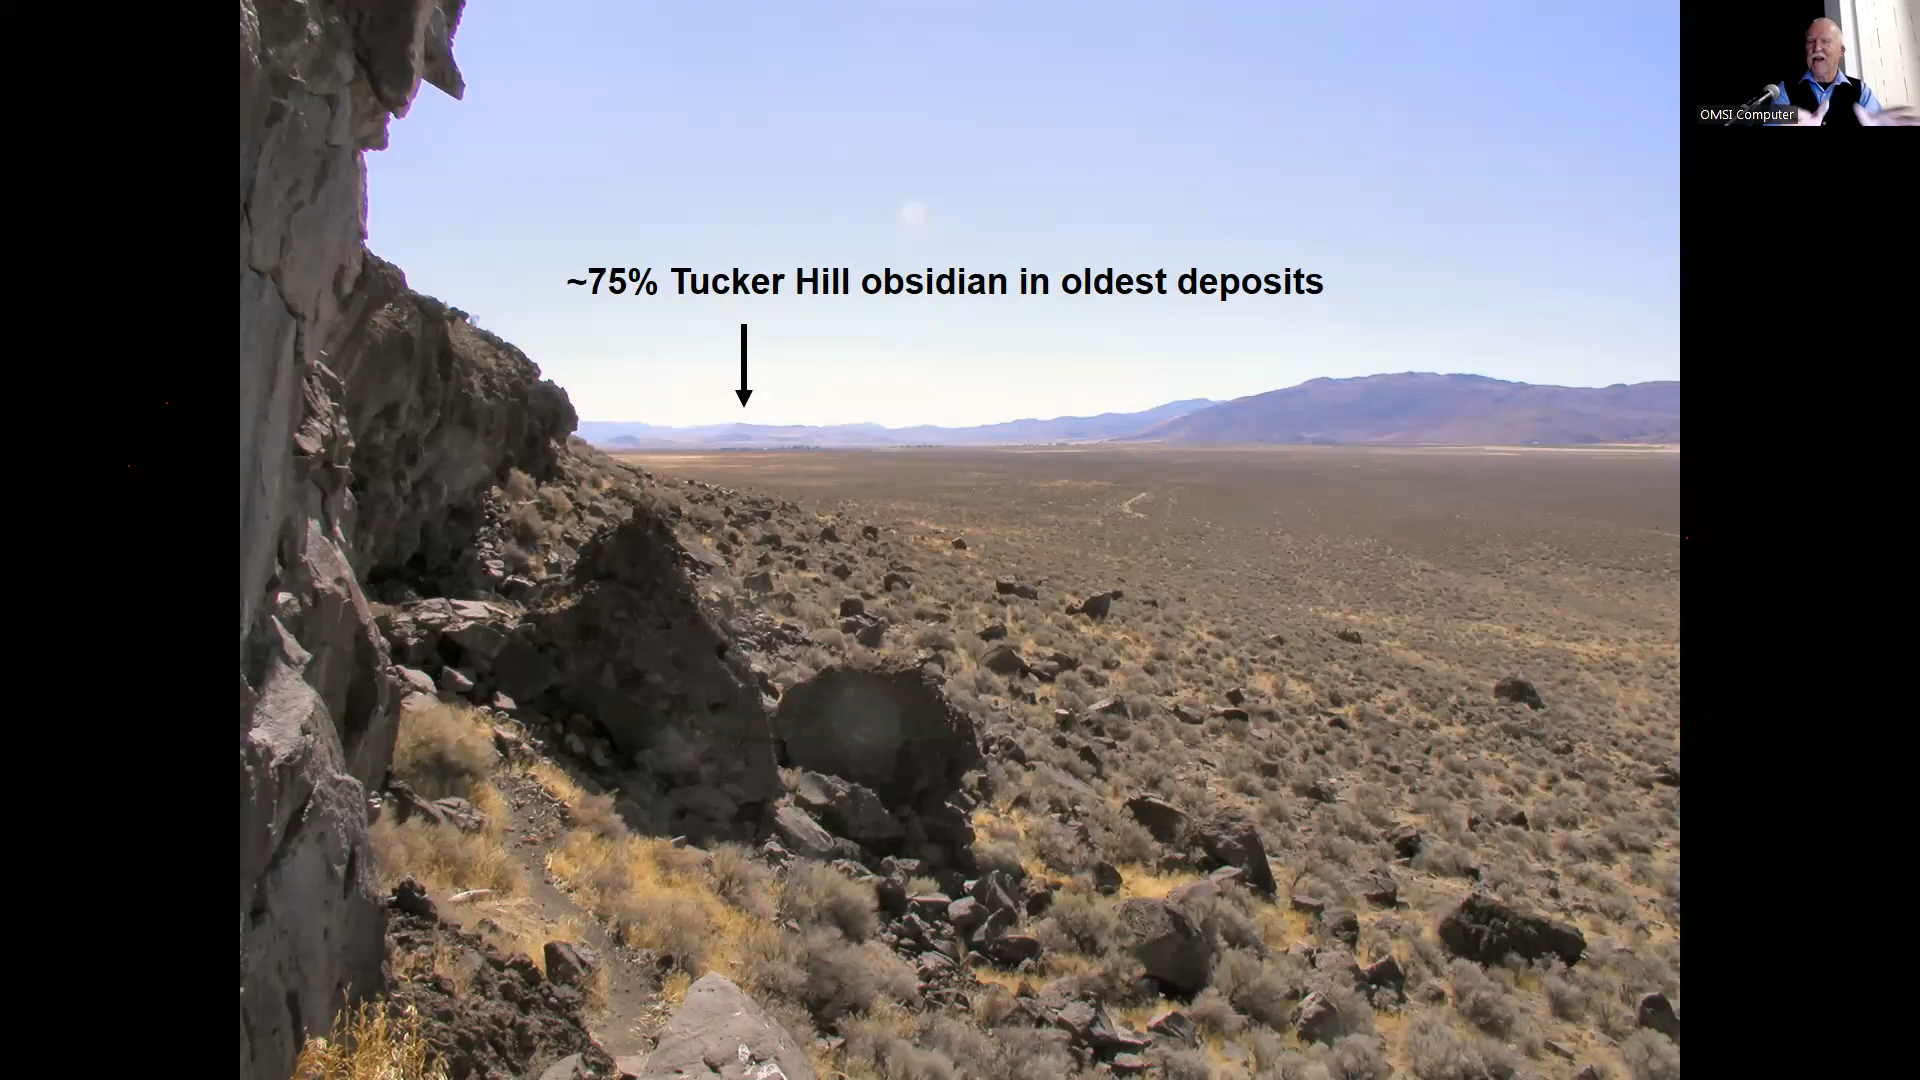 OMSI Computer
~75% Tucker Hill obsidian in oldest deposits